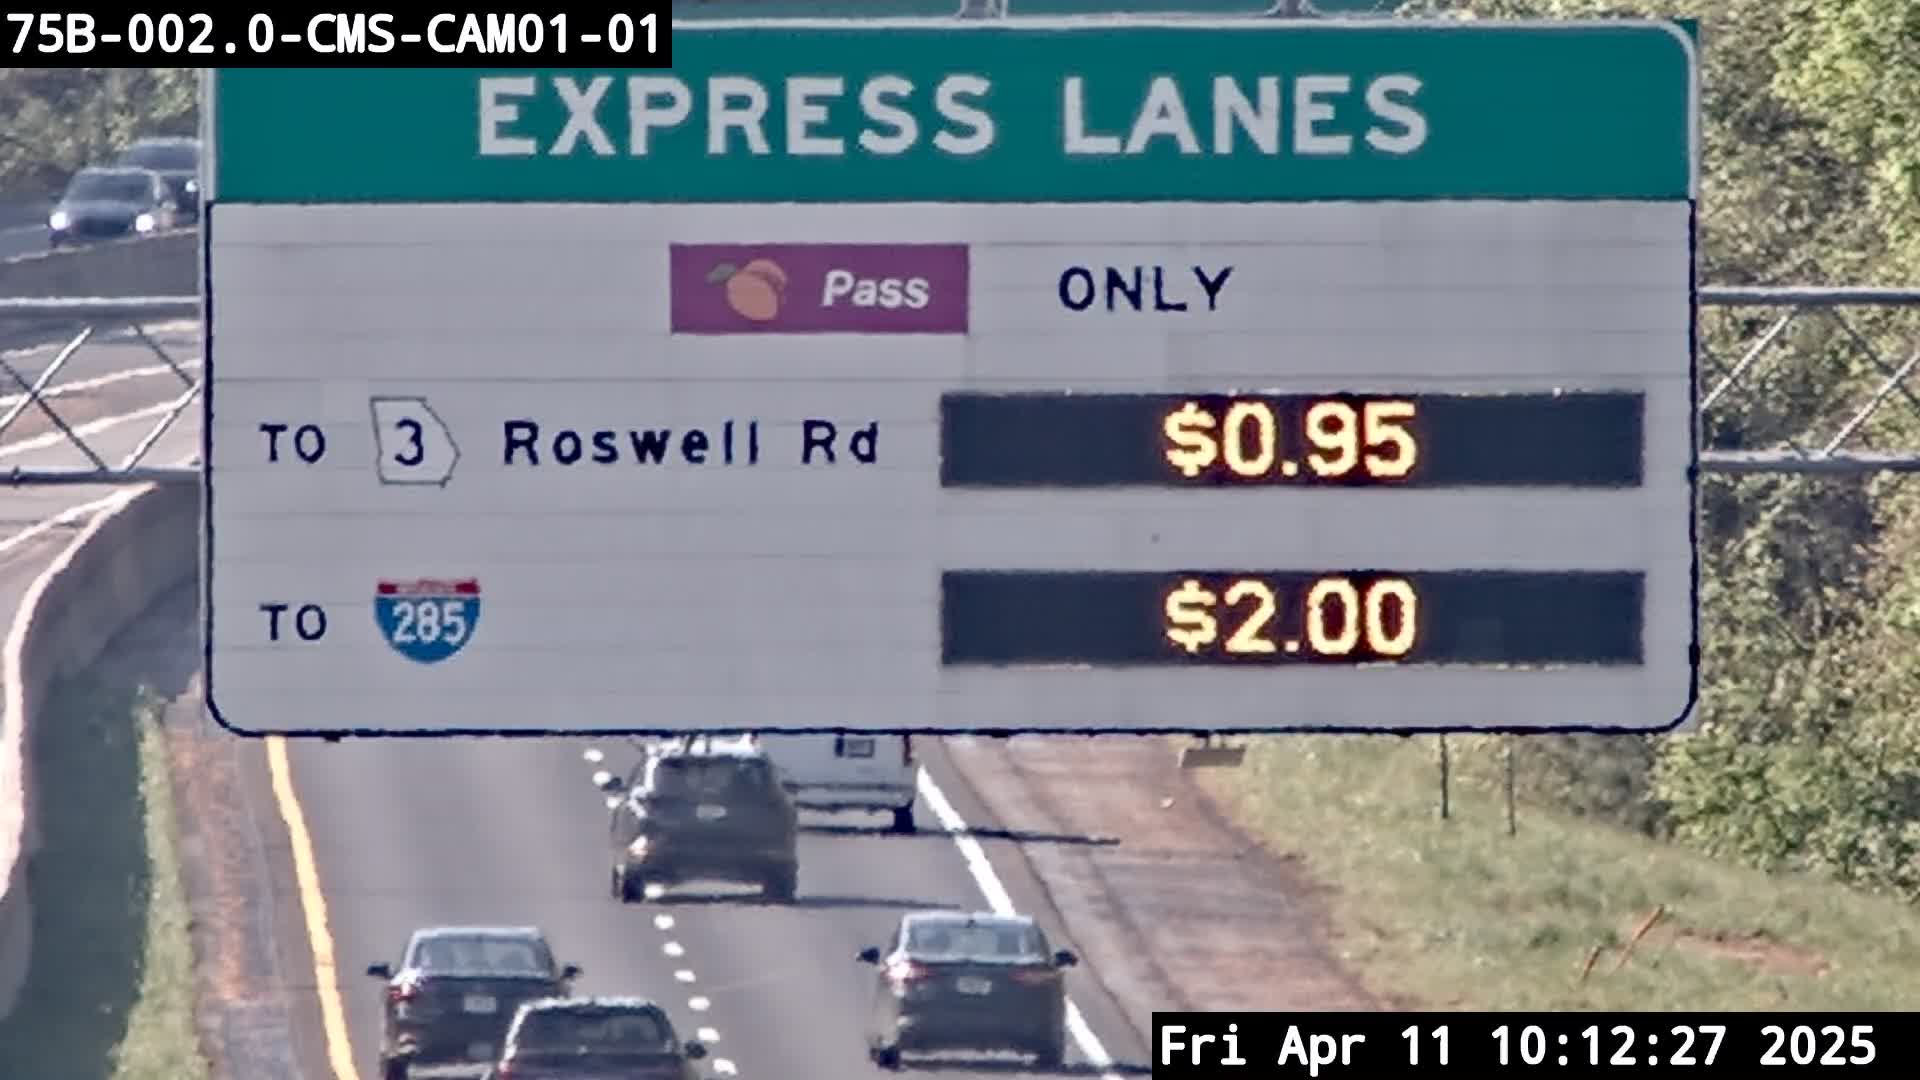 75B-002.0-CMS-CAM01-01
EXPRESS LANES
Pass ONLY
TO 3 Roswell Rd $0.95
TO 285 $2.00
Fri Apr 11 10:12:27 2025